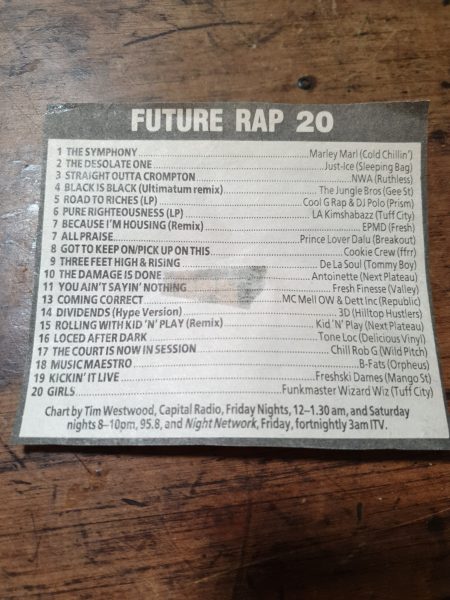 FUTURE RAP 20
1 THE SYMPHONY Marley Marl (Cold Chillin')
2 THE DESOLATE ONE Just-Ice (Sleeping Bag)
3 STRAIGHT OUTTA CROMPTON NWA (Ruthless)
4 BLACK IS BLACK (Ultimatum remix) The Jungle Bros (Gee St)
5 ROAD TO RICHES (LP) Cool G Rap & DJ Polo (Prism)
6 PURE RIGHTEOUSNESS (LP) LA Kimshabazz (Tuff City)
7 BECAUSE I'M HOUSING (Remix) EPMD (Fresh)
7 ALL PRAISE Prince Lover Dalu (Breakout)
8 GOT TO KEEP ON/PICK UP ON THIS Cookie Crew (ffrr)
9 THREE FEET HIGH & RISING De La Soul (Tommy Boy)
10 THE DAMAGE IS DONE Antoinette (Next Plateau)
11 YOU AIN'T SAYIN' NOTHING Fresh Finesse (Valley)
13 COMING CORRECT MC Mell OW & Dett Inc (Republic)
14 DIVIDENDS (Hype Version) 3D (Hilltop Hustlers)
15 ROLLING WITH KID 'N' PLAY (Remix) Kid 'N' Play (Next Plateau)
16 LOCED AFTER DARK Tone Loc (Delicious Vinyl)
17 THE COURT IS NOW IN SESSION Chill Rob G (Wild Pitch)
18 MUSIC MAESTRO B-Fats (Orpheus)
19 KICKIN' IT LIVE Freshski Dames (Mango St)
20 GIRLS Funkmaster Wizard Wiz (Tuff City)
Chart by Tim Westwood, Capital Radio, Friday Nights, 12–1.30 am, and Saturday
nights 8–10pm, 95.8, and Night Network, Friday, fortnightly 3am ITV.